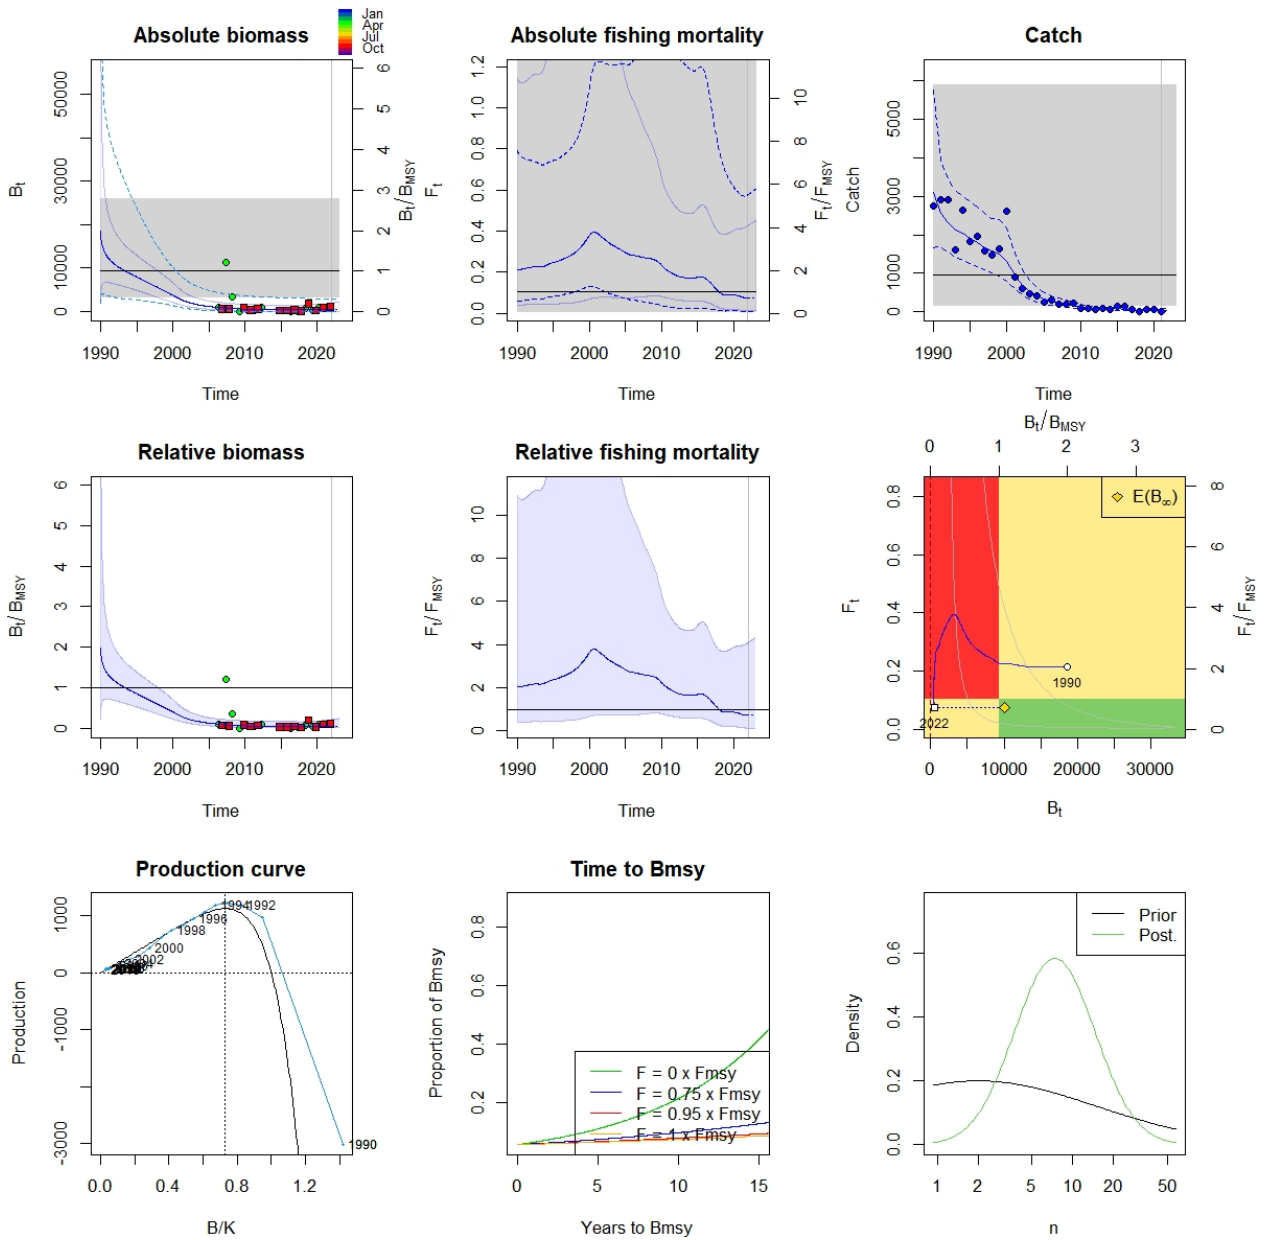 Absolute biomass
Jan
Apr
Jul
Oct
Bt
50000
30000
10000
0
6
5
4
3
2
1
0
Bt/BMSY
1990 2000 2010 2020
Time
Absolute fishing mortality
Ft
1.2
1.0
0.8
0.6
0.4
0.2
0.0
10
8
6
4
2
0
Ft/FMSY
1990 2000 2010 2020
Time
Catch
Catch
5000
3000
1000
0
1990 2000 2010 2020
Time
Relative biomass
Bt/BMSY
6
5
4
3
2
1
0
1990 2000 2010 2020
Time
Relative fishing mortality
Ft/FMSY
10
8
6
4
2
0
1990 2000 2010 2020
Time
Bt/BMSY
0 1 2 3
E(B∞)
Ft
0.8
0.6
0.4
0.2
0.0
8
6
4
2
0
Ft/FMSY
1990
2022
0 10000 20000 30000
Bt
Production curve
Production
1000
0
-1000
-3000
1994 1992
1996
1998
2000
2002
1990
0.0 0.4 0.8 1.2
B/K
Time to Bmsy
Proportion of Bmsy
0.8
0.6
0.4
0.2
F = 0 x Fmsy
F = 0.75 x Fmsy
F = 0.95 x Fmsy
F = 1 x Fmsy
0 5 10 15
Years to Bmsy
Prior
Post.
Density
0.6
0.4
0.2
0.0
1 2 5 10 20 50
n